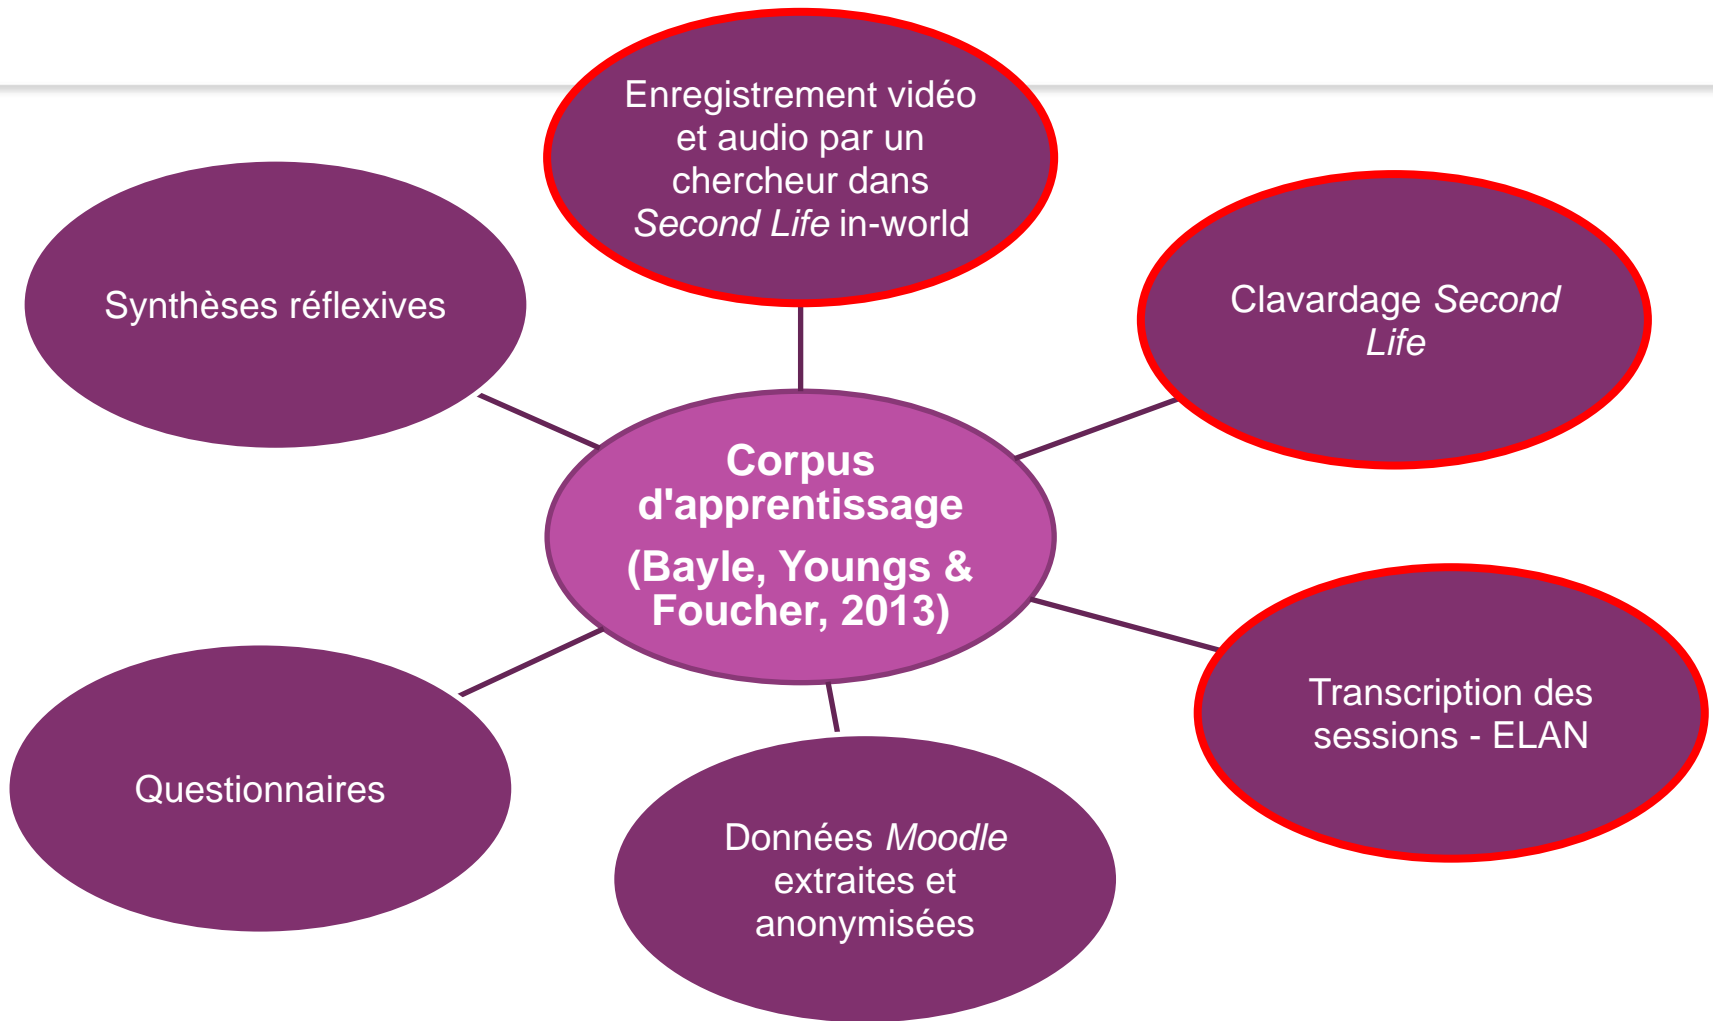 Enregistrement vidéo
et audio par un
chercheur dans
Second Life in-world
Clavardage Second
Life
Transcription des
sessions - ELAN
Données Moodle
extraites et
anonymisées
Questionnaires
Synthèses réflexives
Corpus
d'apprentissage
(Bayle, Youngs &
Foucher, 2013)